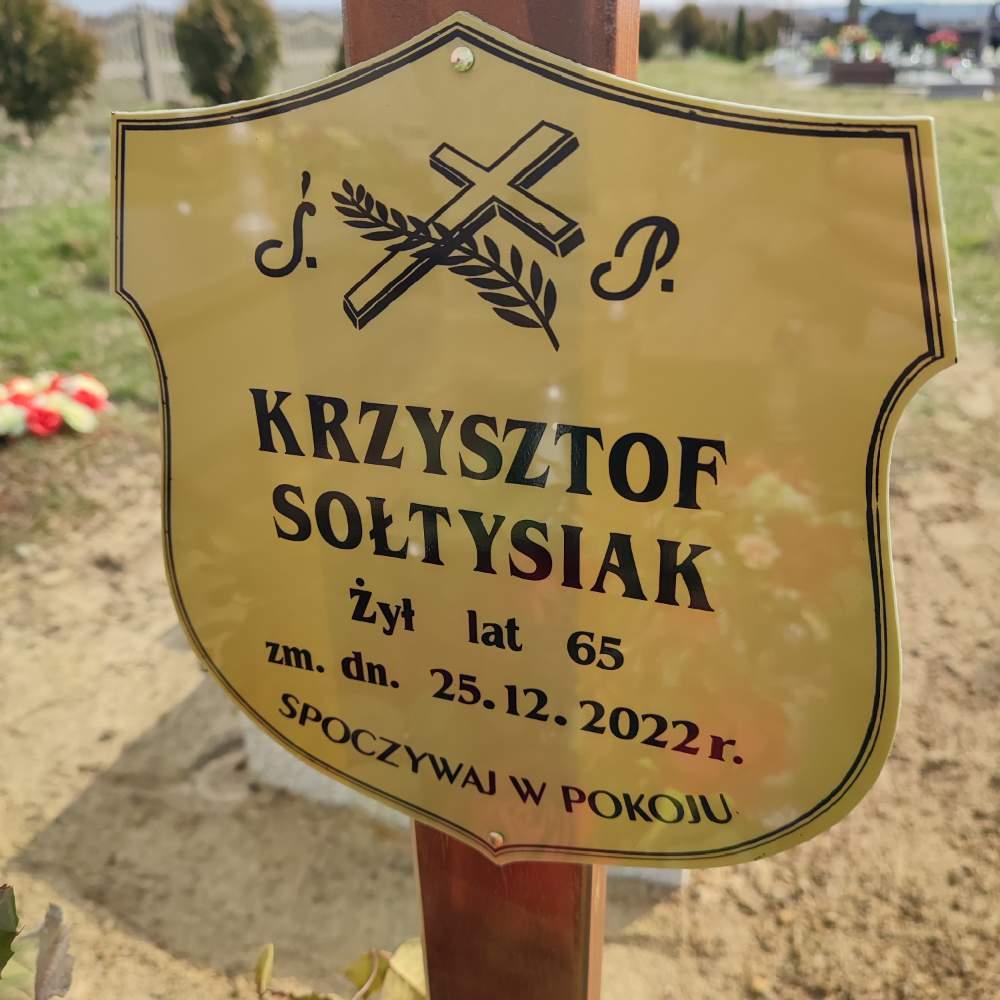 Ś. P.
KRZYSZTOF
SOŁTYSIAK
Żył lat 65
zm. dn. 25.12.2022 r.
SPOCZYWAJ W POKOJU